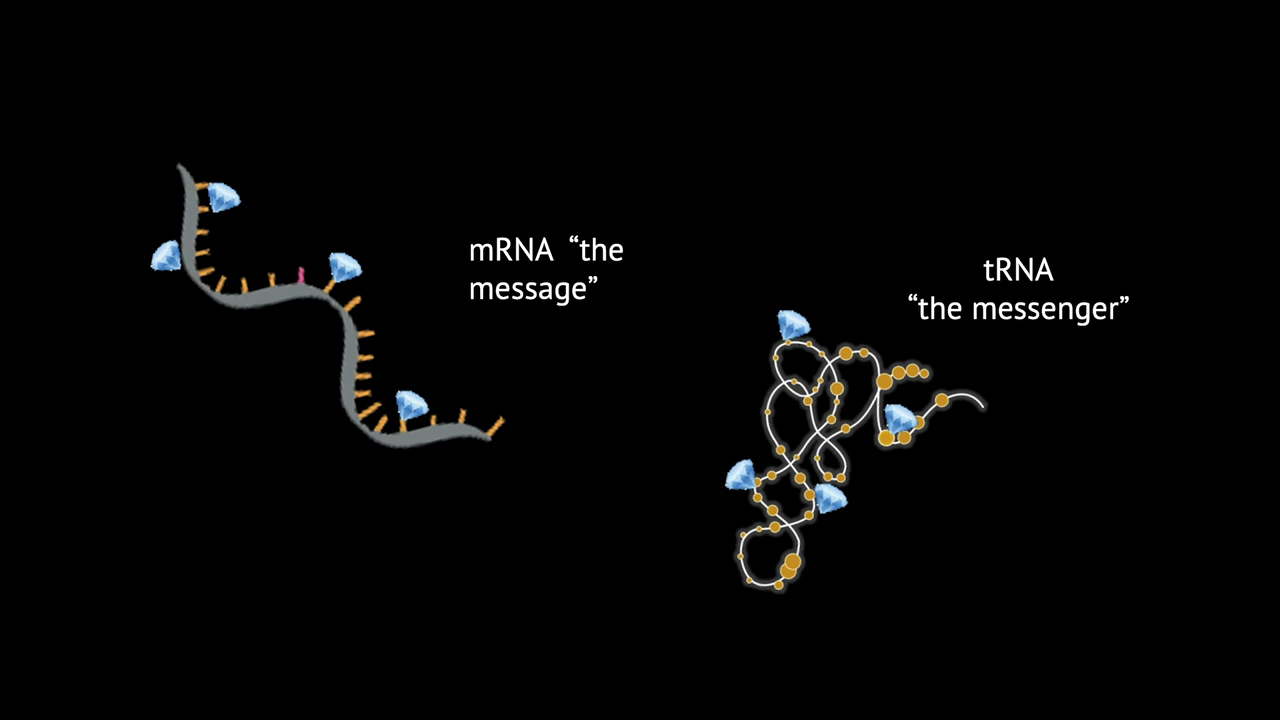 mRNA “the
message”
tRNA
“the messenger”